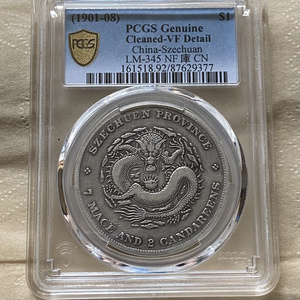 (1901-08) $1
PCGS Genuine
Cleaned-VF Detail
China-Szechuan
LM-345 NF 庫 CN
161518.92/87629377
PCGS
SZECHUEN PROVINCE
7 MACE AND 2 CANDAREENS